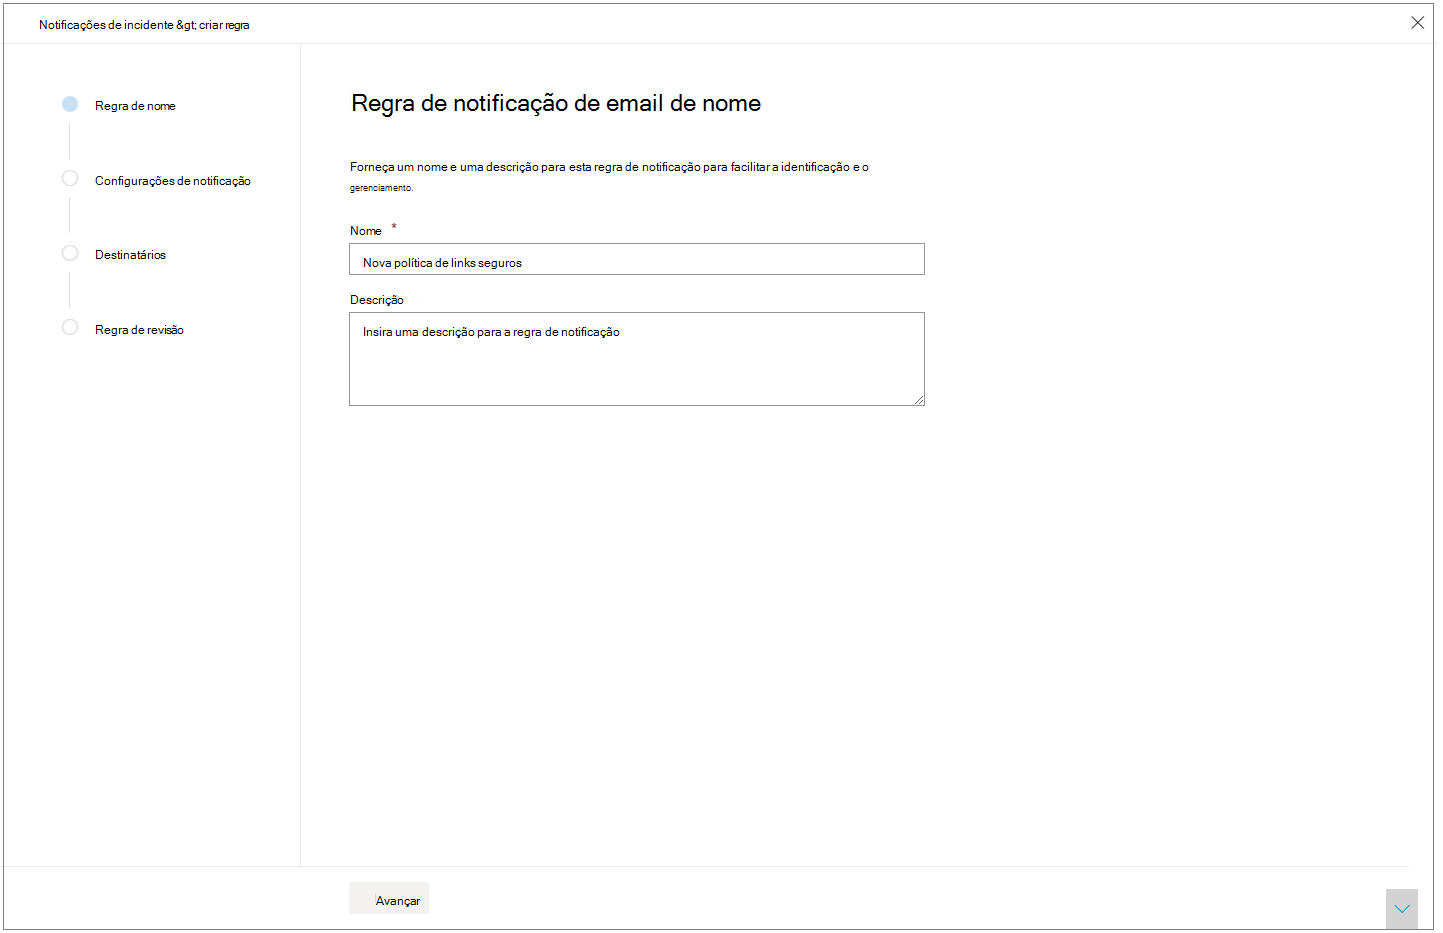 Notificações de incidente &gt; criar regra
Regra de nome
Configurações de notificação
Destinatários
Regra de revisão
Regra de notificação de email de nome
Forneça um nome e uma descrição para esta regra de notificação para facilitar a identificação e o
gerenciamento.
Nome *
Nova política de links seguros
Descrição
Insira uma descrição para a regra de notificação
Avançar